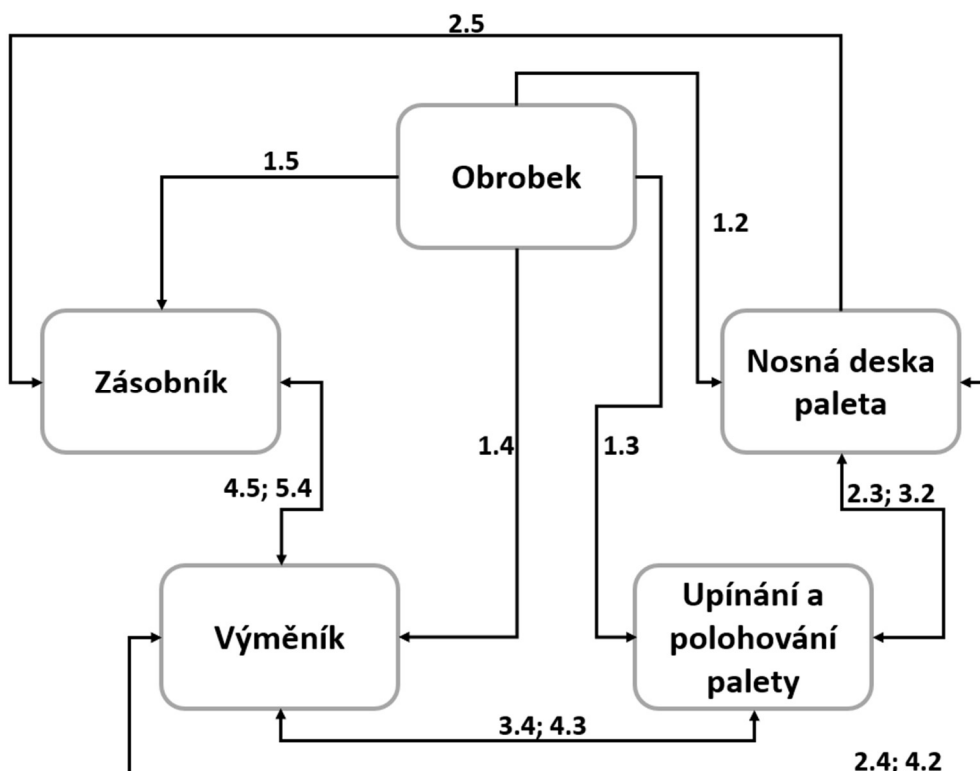 2.5
Obrobek
1.5
1.2
Nosná deska
paleta
Zásobník
1.4
1.3
4.5; 5.4
2.3; 3.2
Výměník
Upínání a
polohování
palety
3.4; 4.3
2.4; 4.2